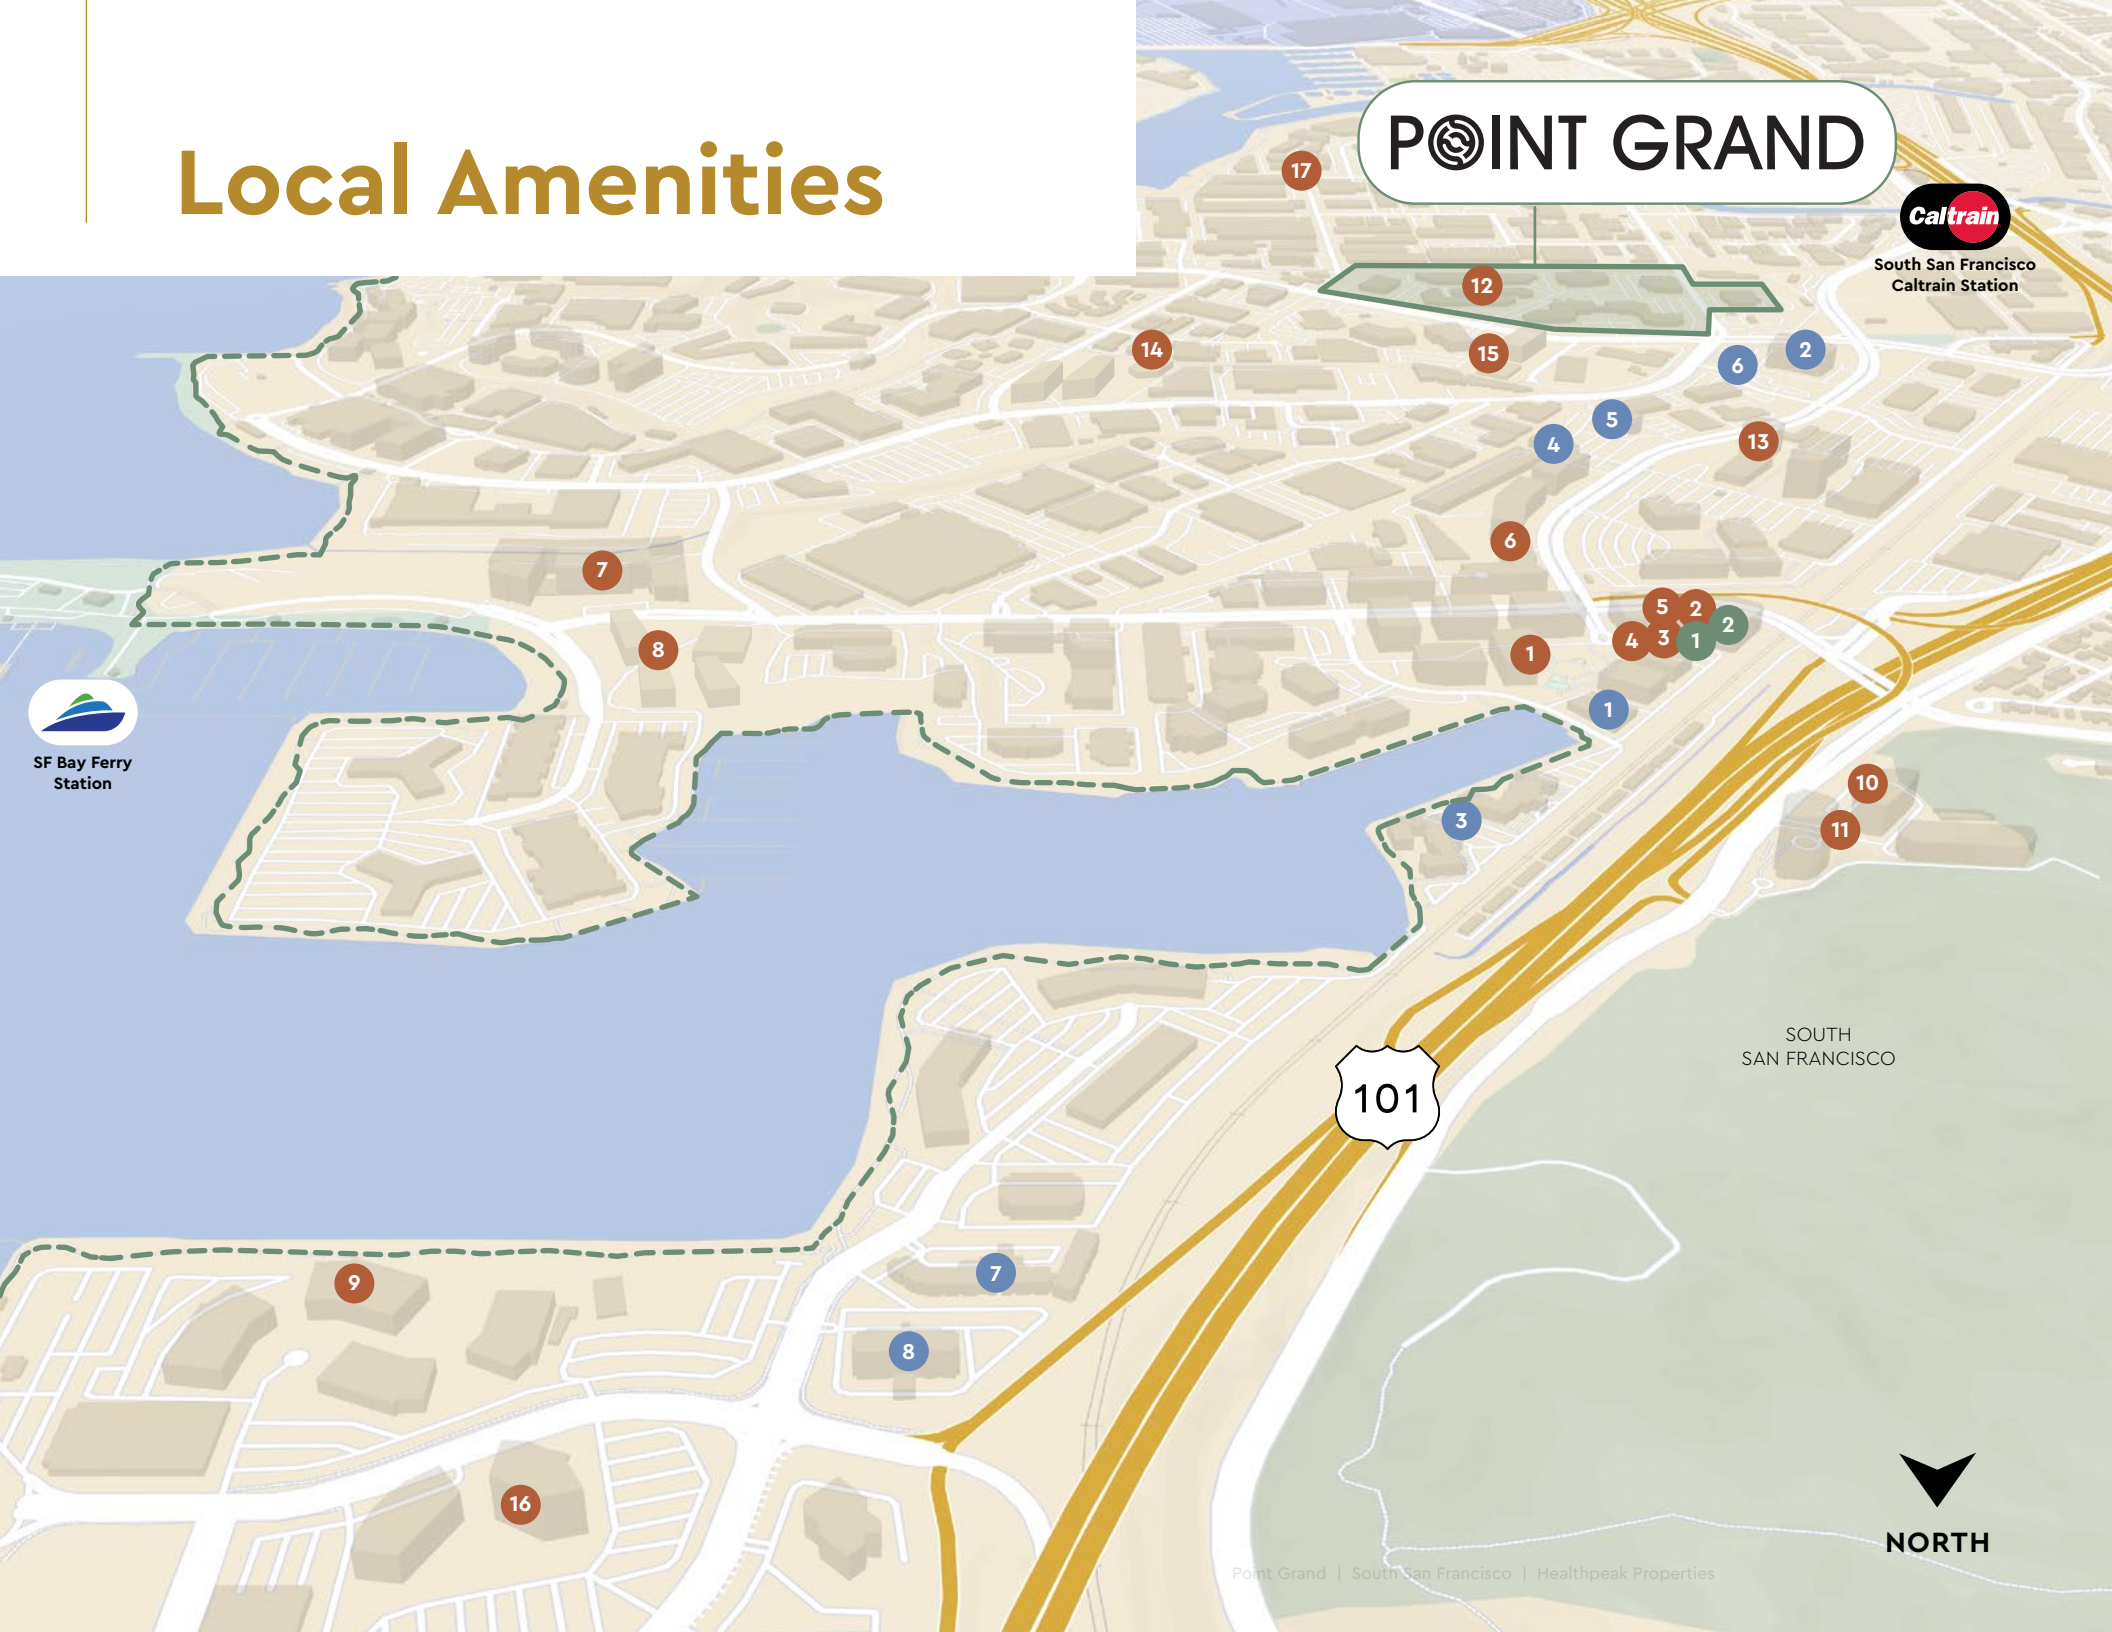 Local Amenities
POINT GRAND
17
Caltrain
South San Francisco
Caltrain Station
12
14
15
6
2
5
4
13
6
7
5
2
2
4
3
1
8
1
1
SF Bay Ferry
Station
10
3
11
SOUTH
SAN FRANCISCO
101
7
9
8
16
NORTH
Point Grand | South San Francisco | Healthpeak Properties